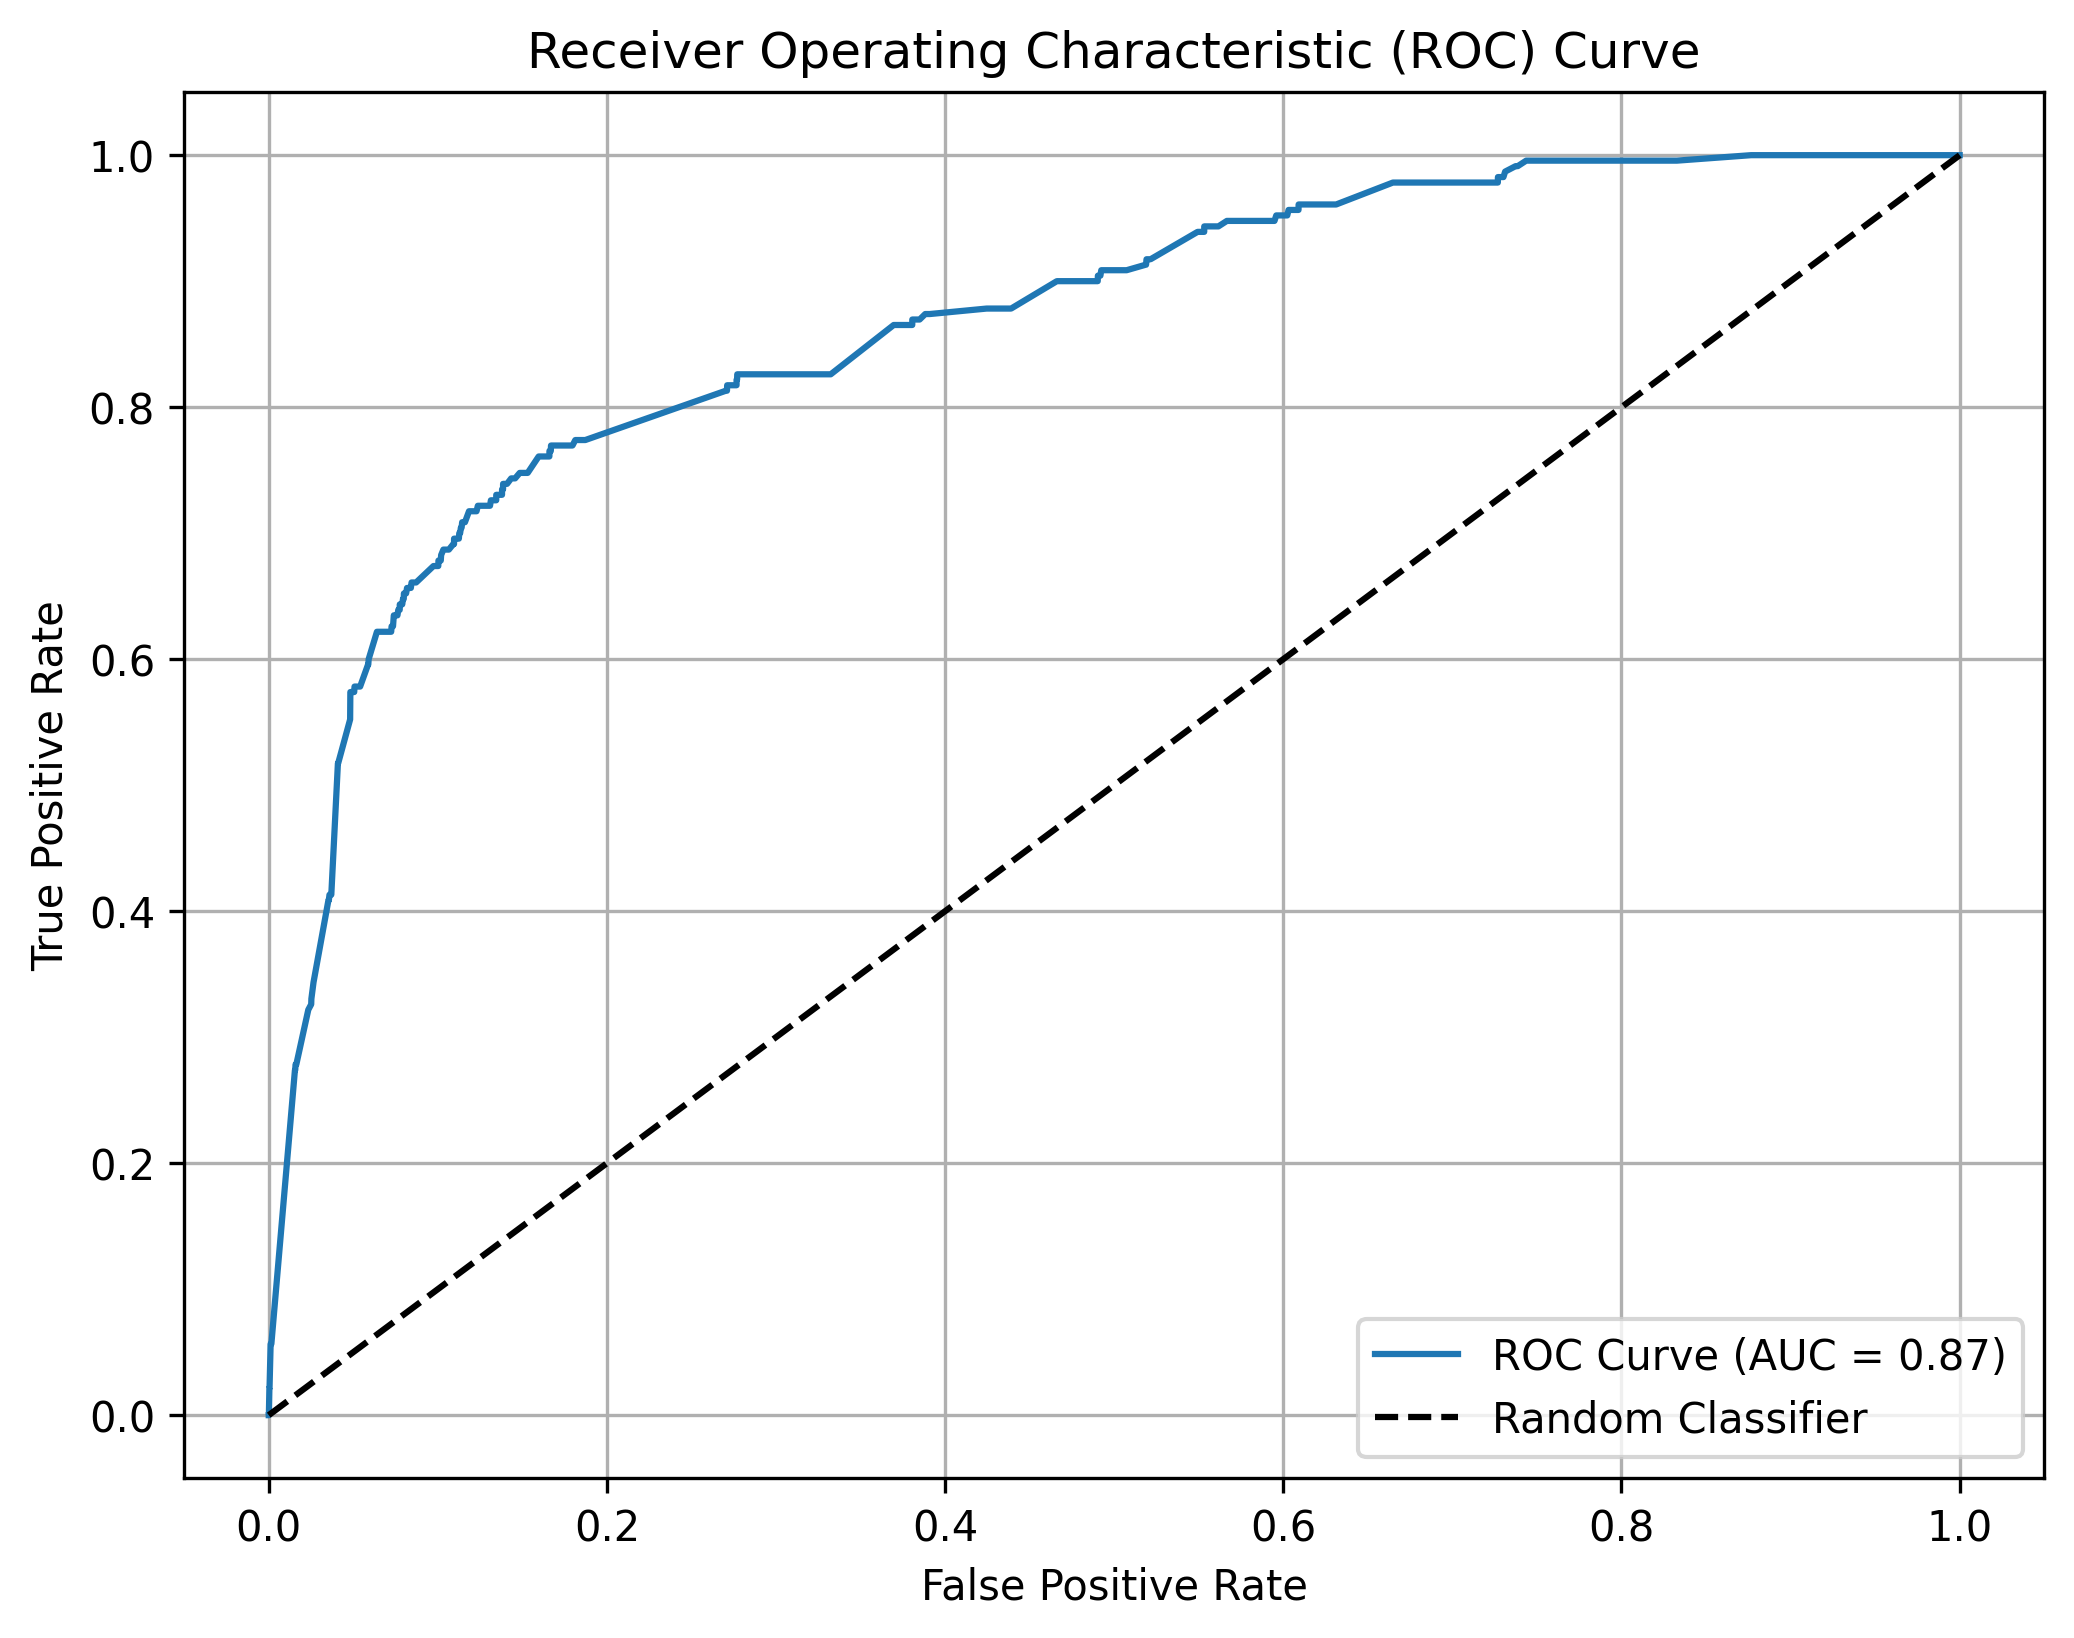 Receiver Operating Characteristic (ROC) Curve
1.0
0.8
0.6
0.4
0.2
0.0
True Positive Rate
0.0 0.2 0.4 0.6 0.8 1.0
False Positive Rate
ROC Curve (AUC = 0.87)
Random Classifier